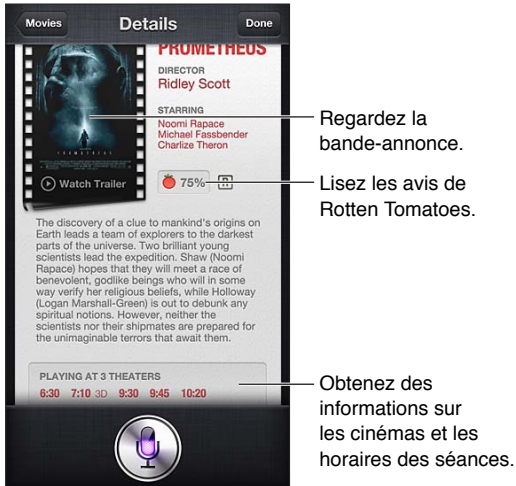 Movies
Details
Done
PROMETHEUS
DIRECTOR
Ridley Scott
STARRING
Noomi Rapace
Michael Fassbender
Charlize Theron
PROMETHEUS
Watch Trailer
75%
R
The discovery of a clue to mankind's origins on
Earth leads a team of explorers to the darkest
parts of the universe. Two brilliant young
scientists lead the expedition. Shaw (Noomi
Rapace) hopes that they will meet a race of
benevolent, godlike beings who will in some
way verify her religious beliefs, while Holloway
(Logan Marshall-Green) is out to debunk any
spiritual notions. However, neither the
scientists nor their shipmates are prepared for
the unimaginable terrors that await them.
PLAYING AT 3 THEATERS
6:30 7:10 3D 9:30 9:45 10:20
Regardez la
bande-annonce.
Lisez les avis de
Rotten Tomatoes.
Obtenez des
informations sur
les cinémas et les
horaires des séances.